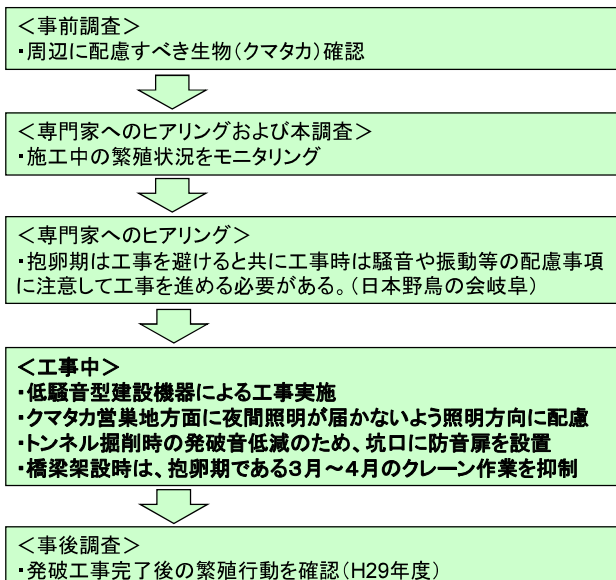 ＜事前調査＞
・周辺に配慮すべき生物（クマタカ）確認
＜専門家へのヒアリングおよび本調査＞
・施工中の繁殖状況をモニタリング
＜専門家へのヒアリング＞
・抱卵期は工事を避けると共に工事時は騒音や振動等の配慮事項
に注意して工事を進める必要がある。（日本野鳥の会岐阜）
＜工事中＞
・低騒音型建設機器による工事実施
・クマタカ営巣地方面に夜間照明が届かないよう照明方向に配慮
・トンネル掘削時の発破音低減のため、坑口に防音扉を設置
・橋梁架設時は、抱卵期である３月～４月のクレーン作業を抑制
＜事後調査＞
・発破工事完了後の繁殖行動を確認（H29年度）